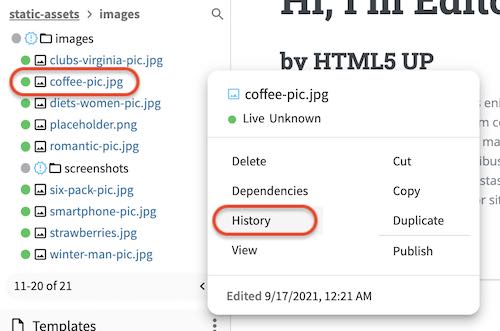 static-assets > images
images
clubs-virginia-pic.jpg
coffee-pic.jpg
diets-women-pic.jpg
placeholder.png
romantic-pic.jpg
screenshots
six-pack-pic.jpg
smartphone-pic.jpg
strawberries.jpg
winter-man-pic.jpg
11-20 of 21
Templates
Hi, I'm Edito
by HTML5 UP
coffee-pic.jpg
Live Unknown
Delete
Cut
Dependencies
Copy
History
Duplicate
View
Publish
Edited 9/17/2021, 12:21 AM